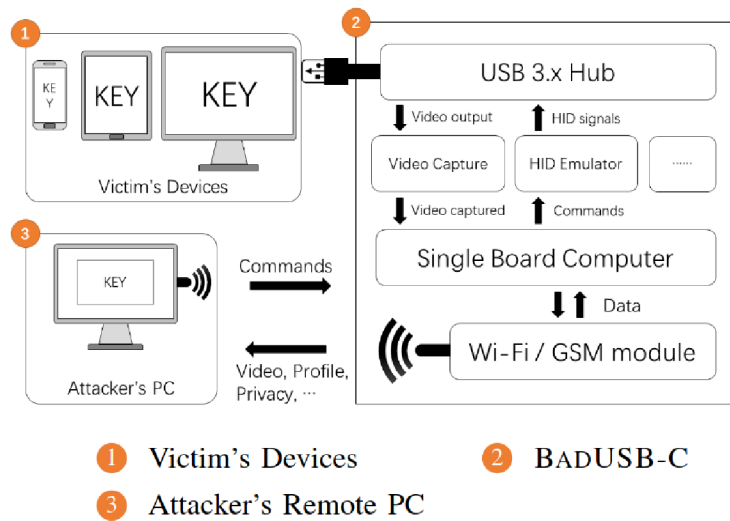 1
KE
Y
KEY
KEY
Victim's Devices
2
USB 3.x Hub
Video output
HID signals
Video Capture
HID Emulator
......
Video captured
Commands
Single Board Computer
Data
Wi-Fi / GSM module
3
KEY
Attacker's PC
Commands
Video, Profile,
Privacy, ...
1 Victim's Devices
2 BADUSB-C
3 Attacker's Remote PC